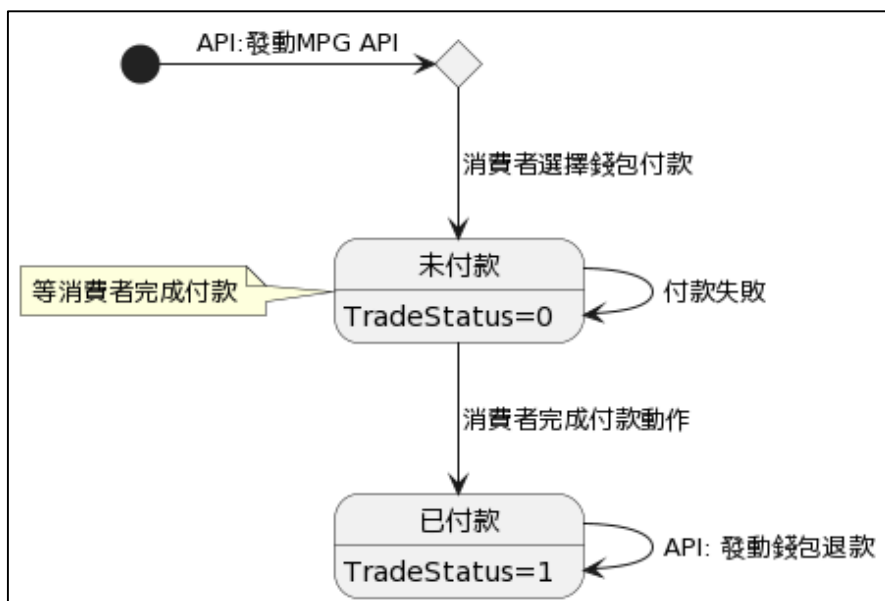 API:發動MPG API
消費者選擇錢包付款
未付款
等消費者完成付款
付款失敗
TradeStatus=0
消費者完成付款動作
已付款
API: 發動錢包退款
TradeStatus=1